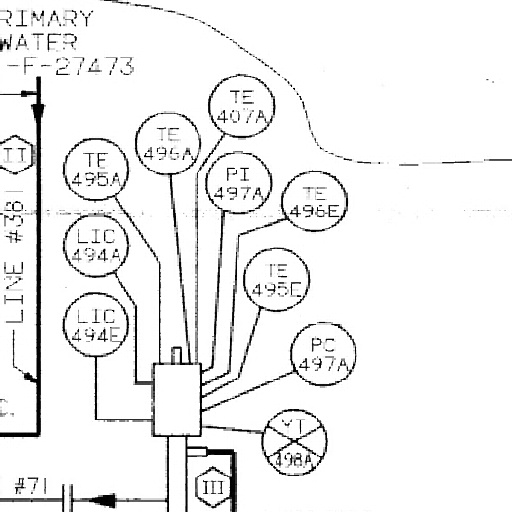 RIMARY
WATER
-F-27473
TE
407A
TE
496A
TE
495A
PI
497A
TE
496E
LIC
494A
TE
495E
LIC
494E
PC
497A
498A
II
LINE #381
III
#71